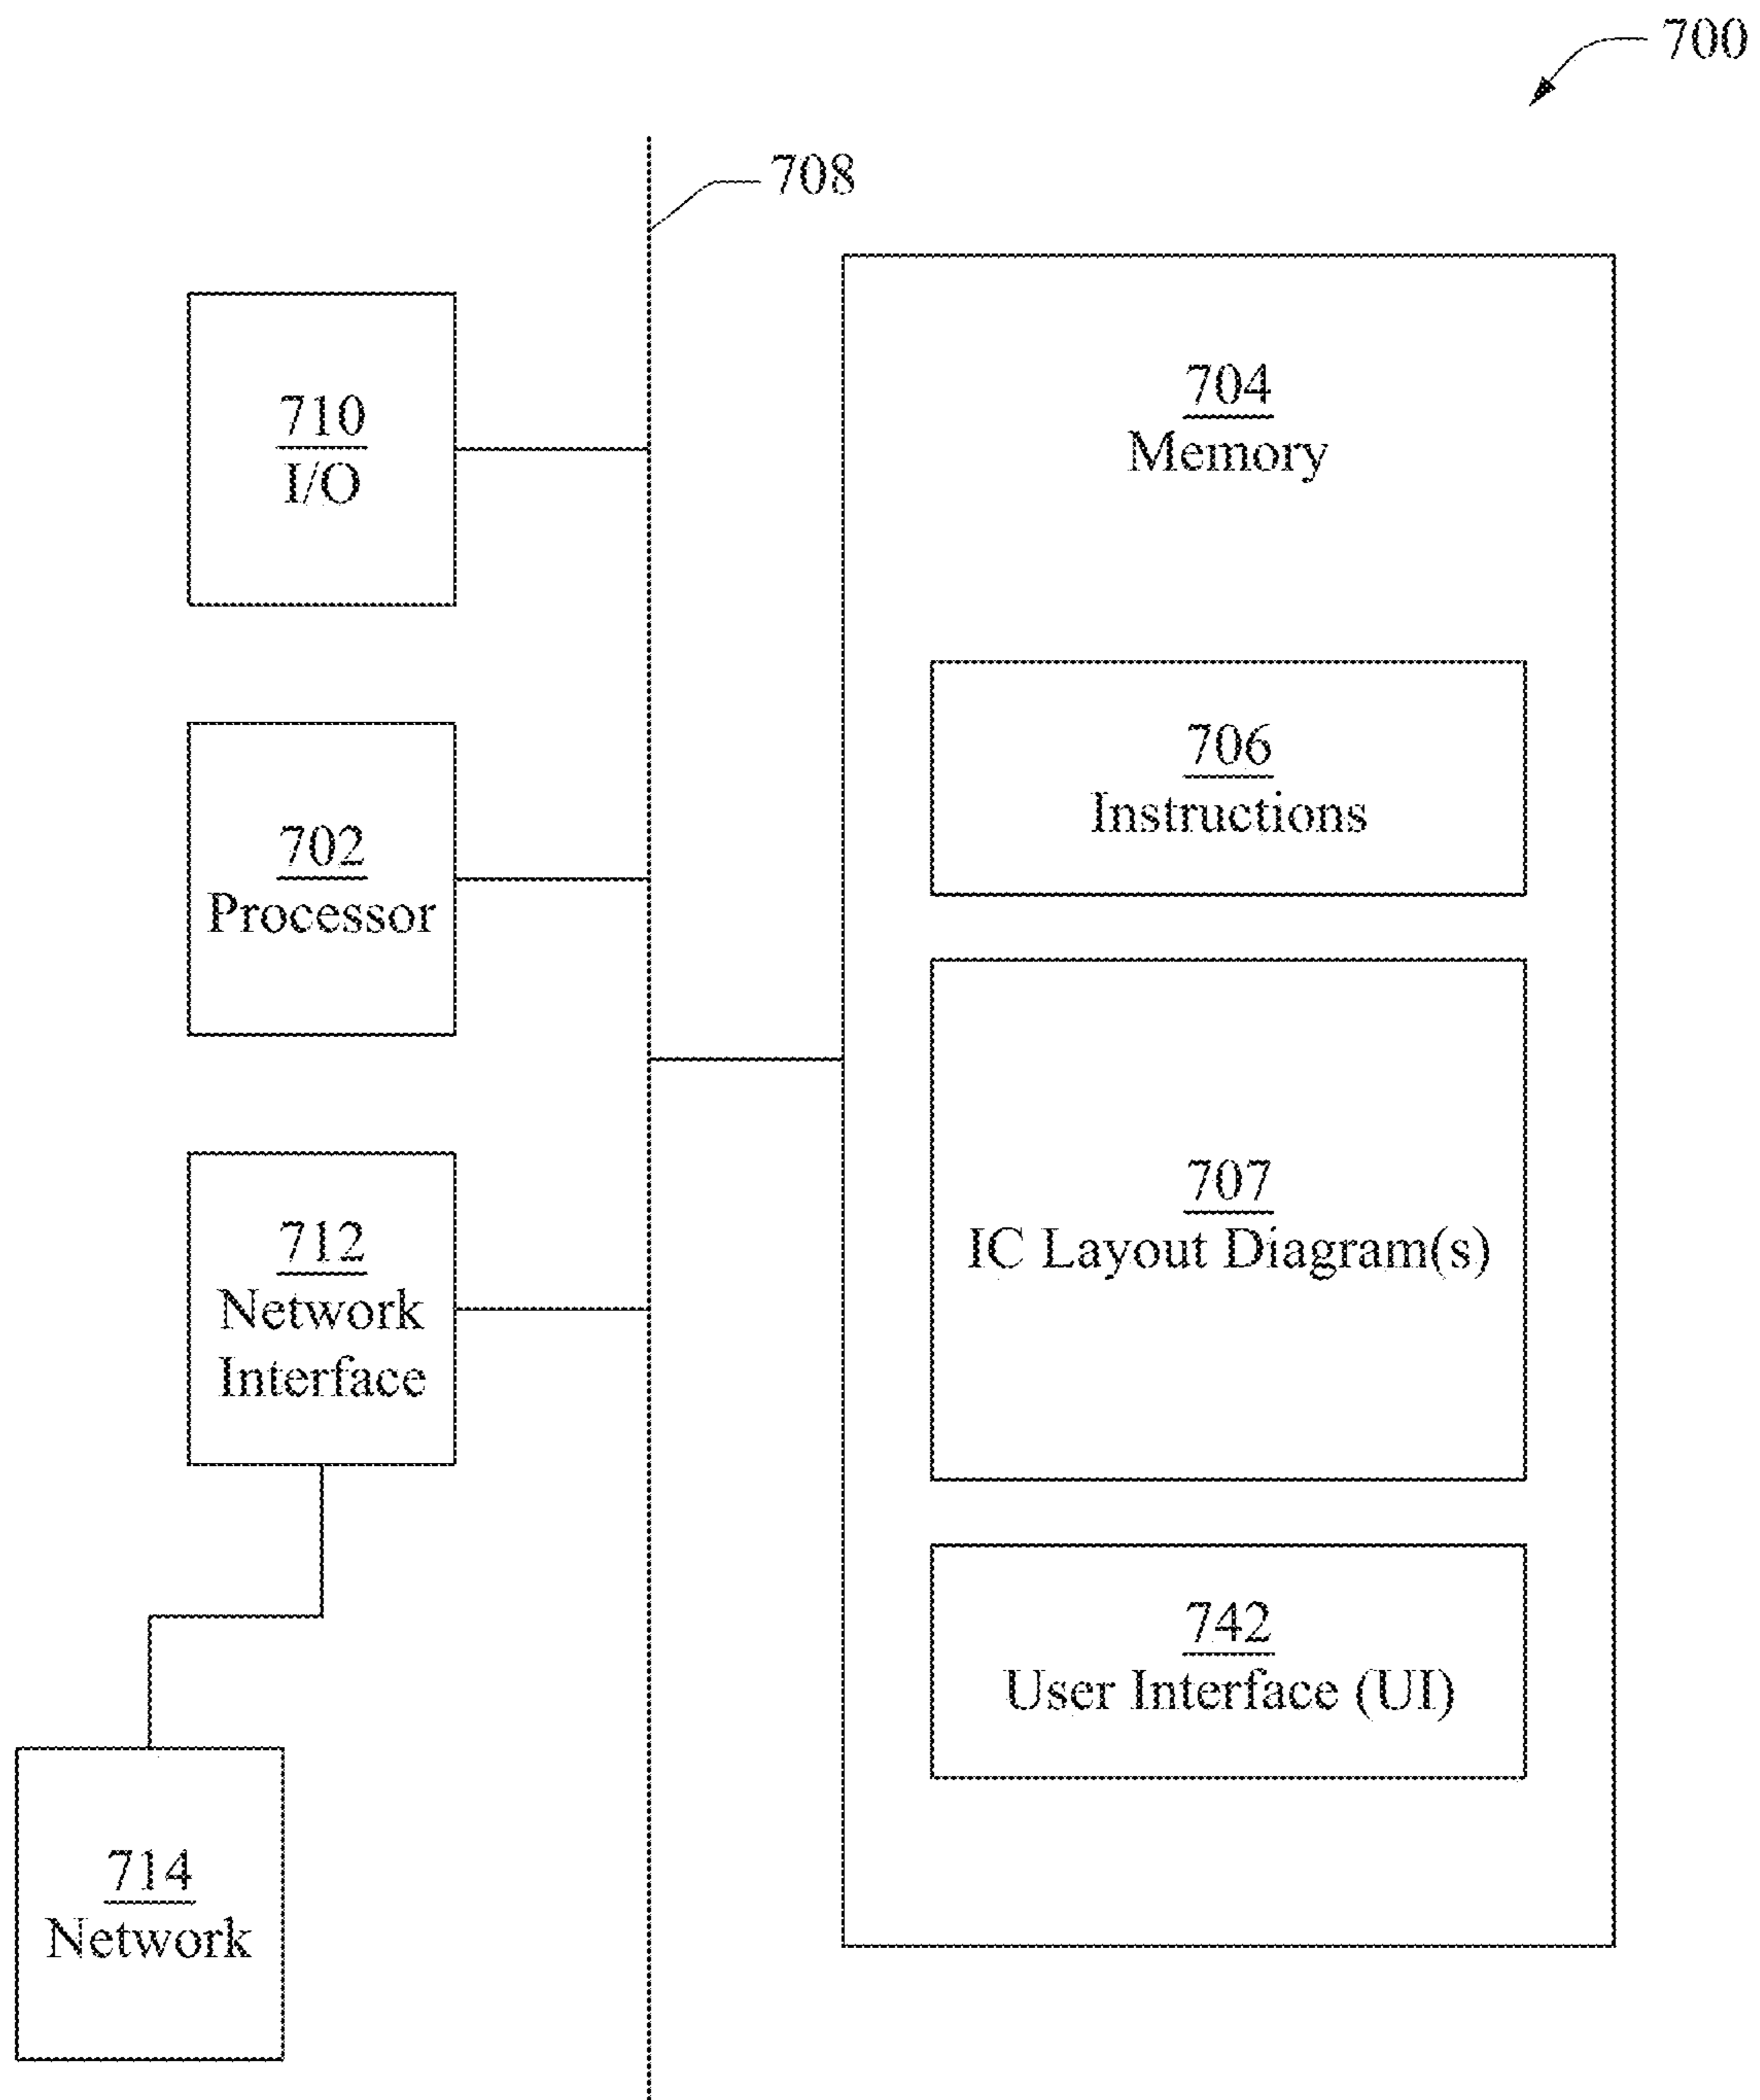 700
708
710
I/O
702
Processor
712
Network
Interface
714
Network
704
Memory
706
Instructions
707
IC Layout Diagram(s)
742
User Interface (UI)